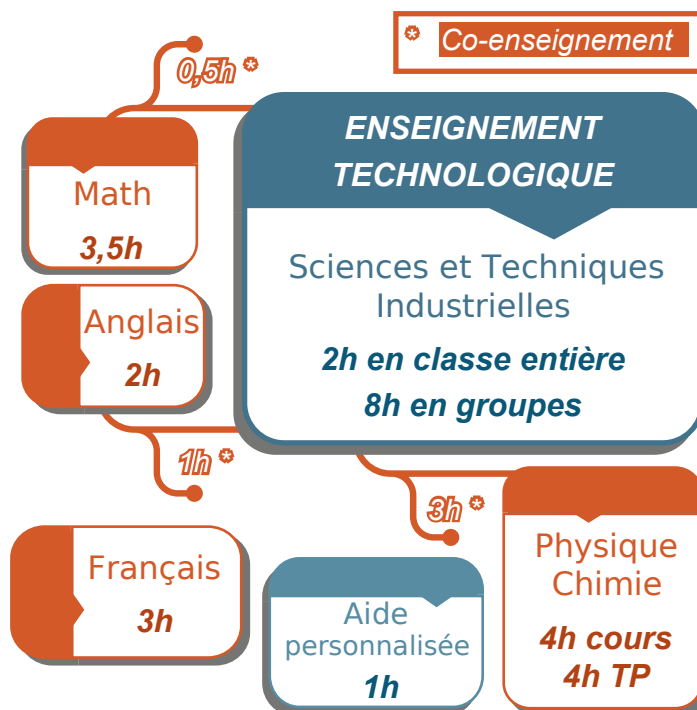 * Co-enseignement
0,5h *
ENSEIGNEMENT
TECHNOLOGIQUE
Math
3,5h
Sciences et Techniques
Industrielles
2h en classe entière
8h en groupes
Anglais
2h
1h *
3h *
Français
3h
Aide
personnalisée
1h
Physique
Chimie
4h cours
4h TP